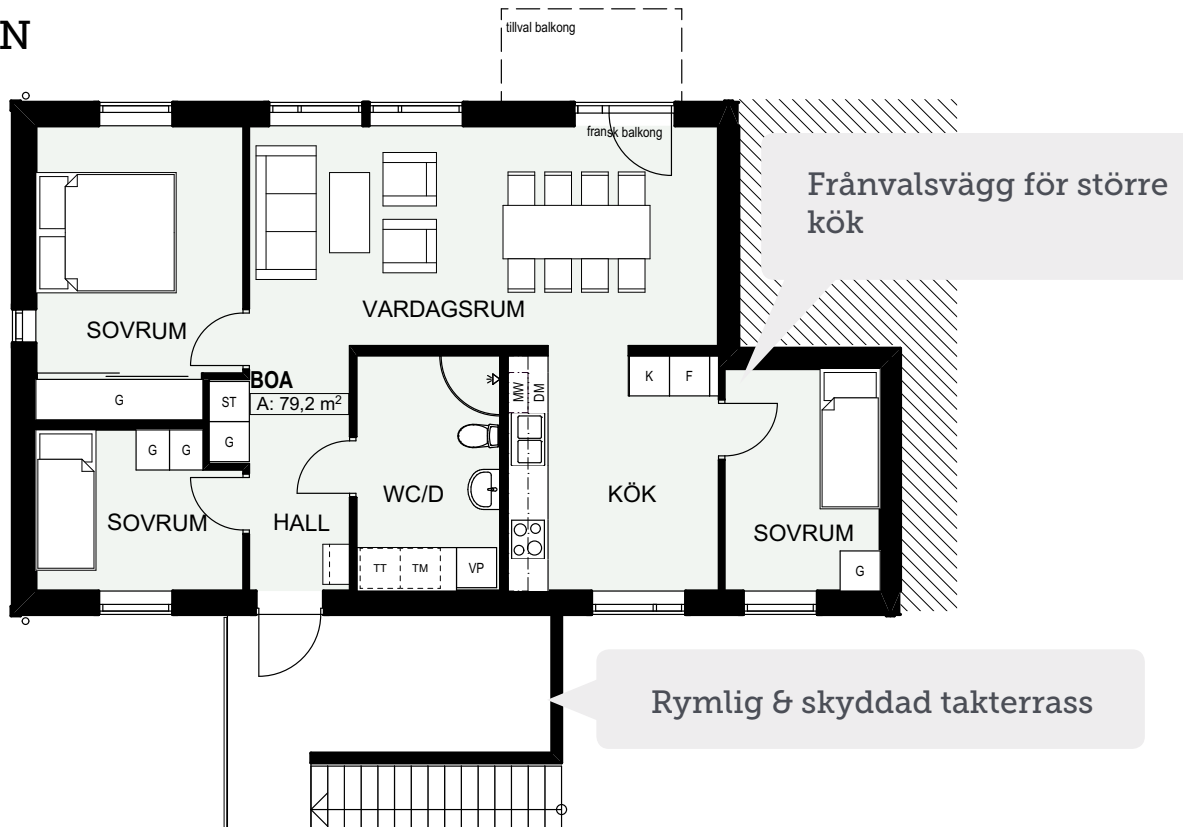 N
tillval balkong
fransk balkong
Frånvalsvägg för större
kök
VARDAGSRUM
SOVRUM
BOA
A: 79,2 m²
G
ST
G
MW
DM
K
F
G
G
SOVRUM
HALL
WC/D
KÖK
SOVRUM
TT
TM
VP
G
Rymlig & skyddad takterrass